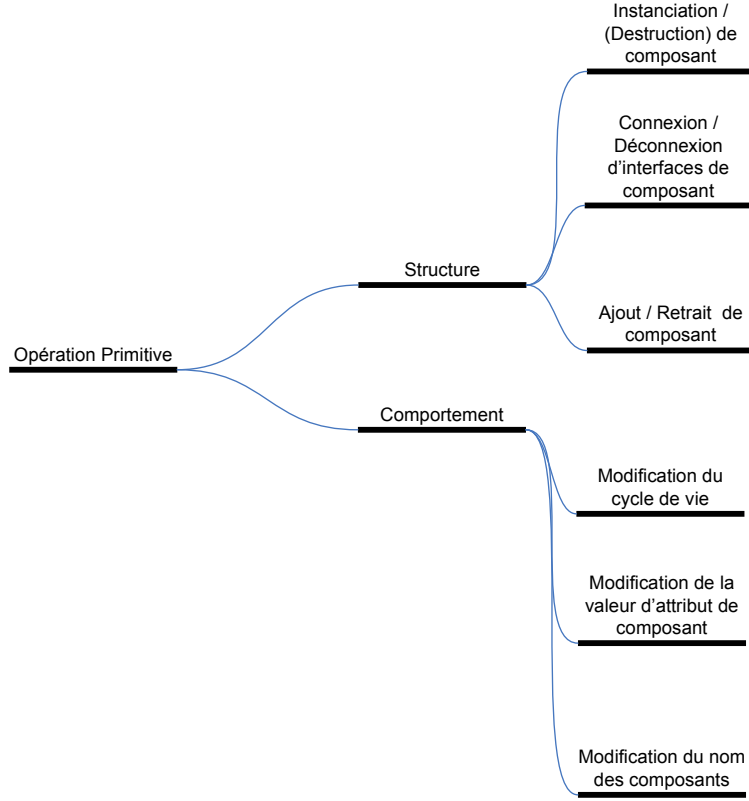 Opération Primitive
Structure
Instanciation /
(Destruction) de
composant
Connexion /
Déconnexion
d'interfaces de
composant
Ajout / Retrait  de
composant
Comportement
Modification du
cycle de vie
Modification de la
valeur d'attribut de
composant
Modification du nom
des composants